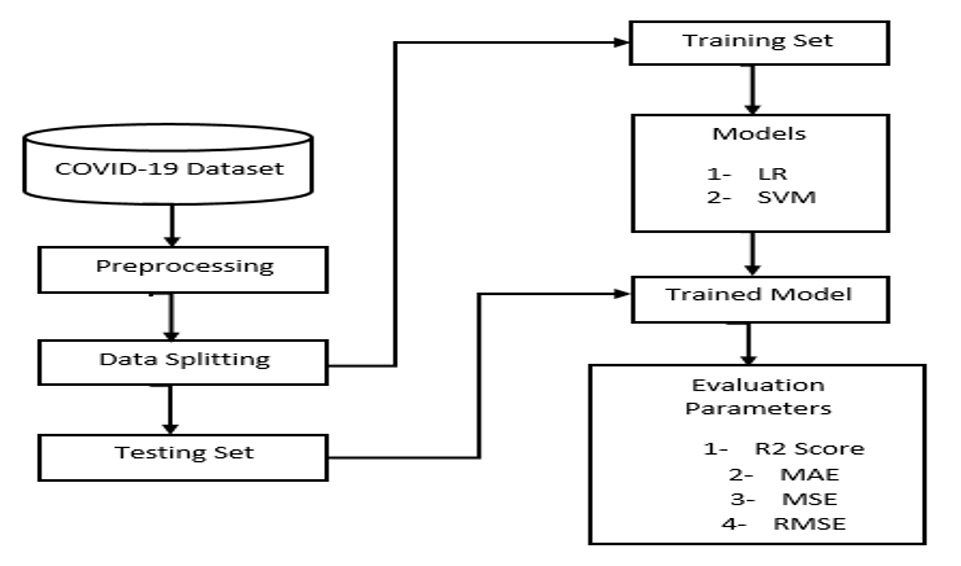 COVID-19 Dataset
Preprocessing
Data Splitting
Testing Set
Training Set
Models
1- LR
2- SVM
Trained Model
Evaluation
Parameters
1- R2 Score
2- MAE
3- MSE
4- RMSE